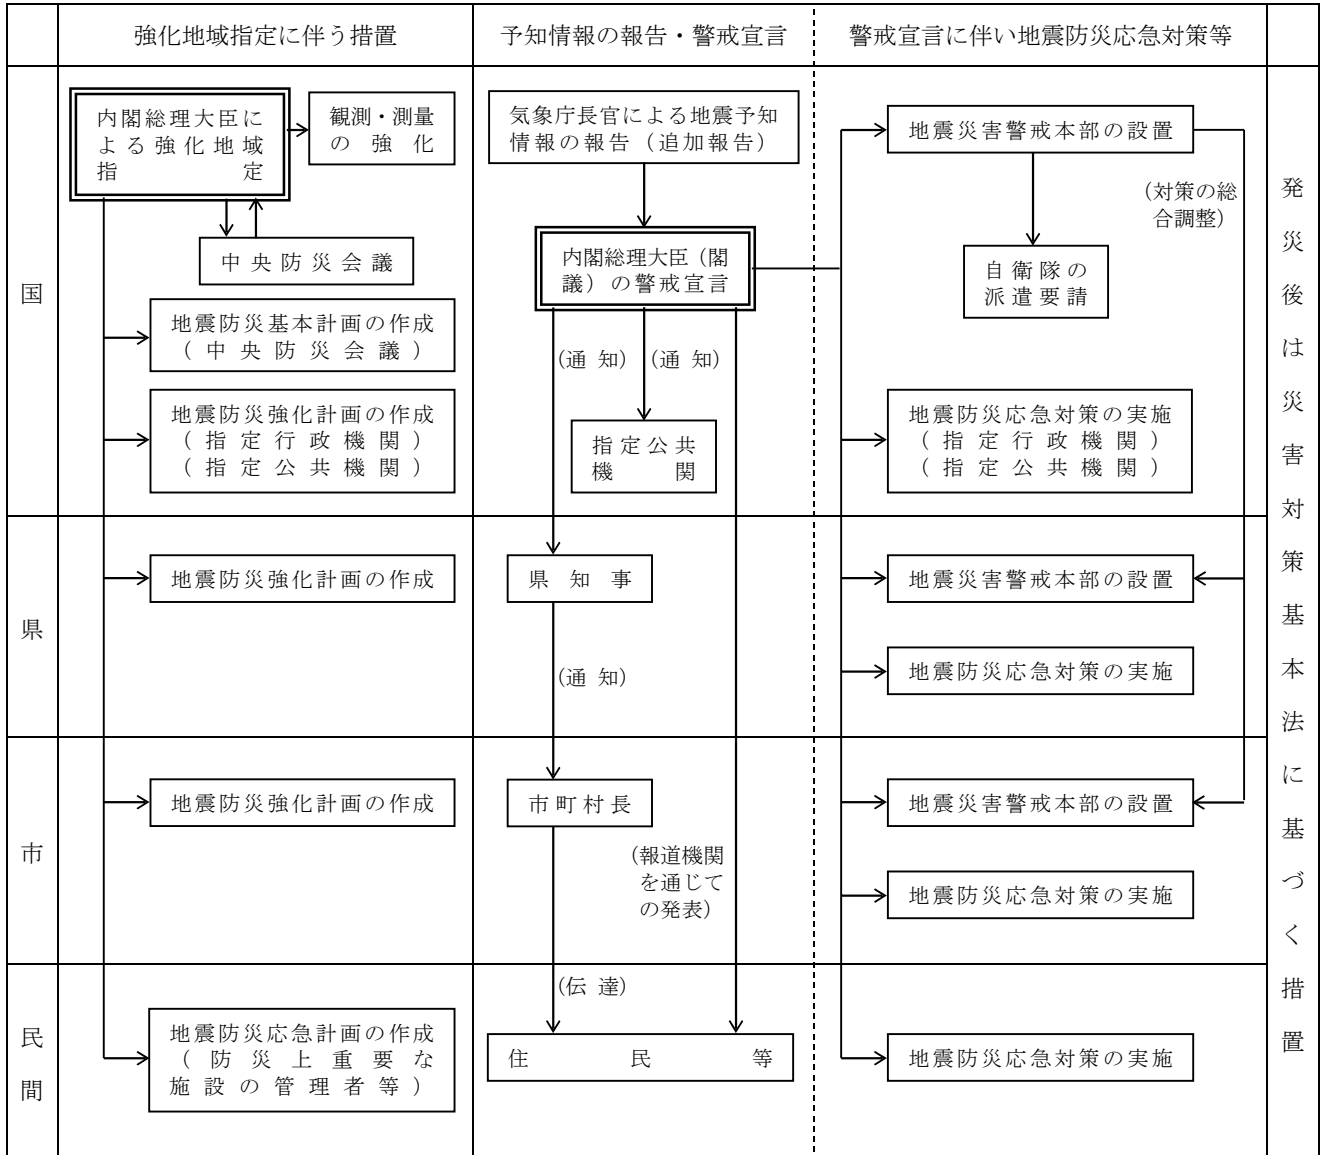 強化地域指定に伴う措置
予知情報の報告・警戒宣言
警戒宣言に伴い地震防災応急対策等
国
内閣総理大臣に
よる強化地域
指定
観測・測量
の強化
中央防災会議
地震防災基本計画の作成
(中央防災会議)
地震防災強化計画の作成
(指定行政機関)
(指定公共機関)
気象庁長官による地震予知
情報の報告(追加報告)
内閣総理大臣(閣
議)の警戒宣言
(通知)
(通知)
指定公共
機関
地震災害警戒本部の設置
(対策の総
合調整)
自衛隊の
派遣要請
地震防災応急対策の実施
(指定行政機関)
(指定公共機関)
県
地震防災強化計画の作成
県知事
(通知)
地震災害警戒本部の設置
地震防災応急対策の実施
市
地震防災強化計画の作成
市町村長
(報道機関
を通じて
の発表)
地震災害警戒本部の設置
地震防災応急対策の実施
民間
地震防災応急計画の作成
(防災上重要な
施設の管理者等)
(伝達)
住民等
地震防災応急対策の実施
発災後は災害対策基本法に基づく措置